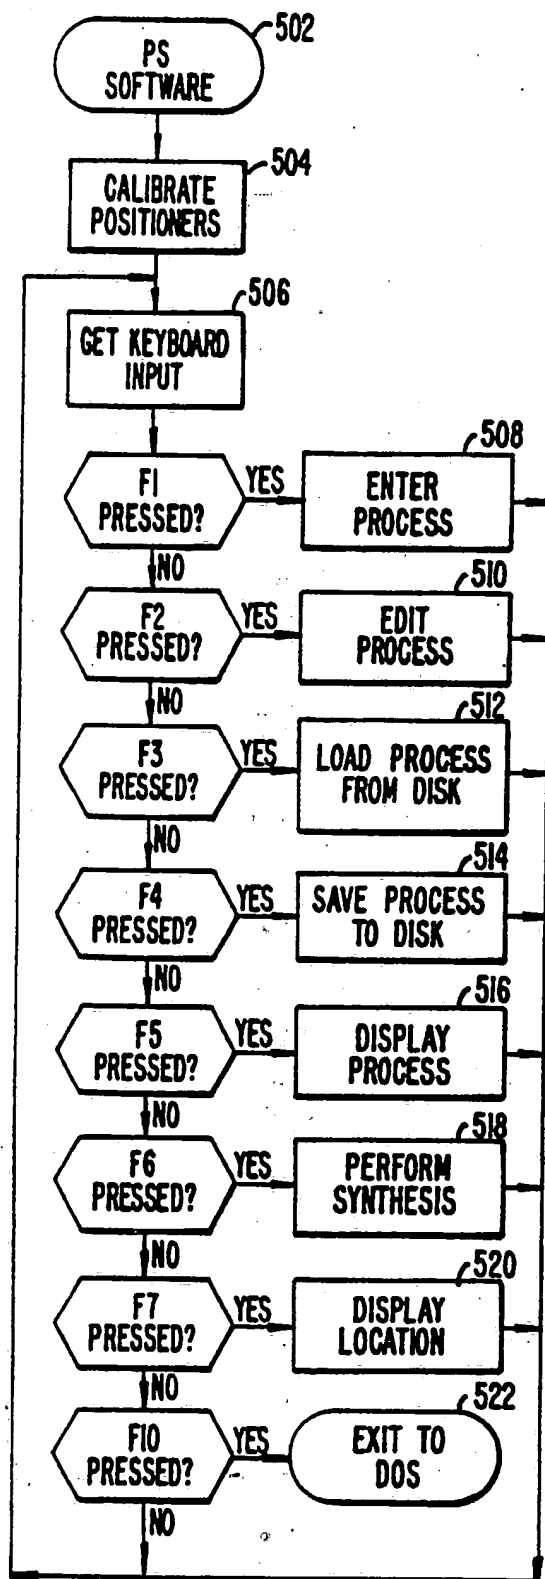 502
PS
SOFTWARE
504
CALIBRATE
POSITIONERS
506
GET KEYBOARD
INPUT
508
F1
PRESSED?
YES
ENTER
PROCESS
NO
510
F2
PRESSED?
YES
EDIT
PROCESS
NO
512
F3
PRESSED?
YES
LOAD PROCESS
FROM DISK
NO
514
F4
PRESSED?
YES
SAVE PROCESS
TO DISK
NO
516
F5
PRESSED?
YES
DISPLAY
PROCESS
NO
518
F6
PRESSED?
YES
PERFORM
SYNTHESIS
NO
520
F7
PRESSED?
YES
DISPLAY
LOCATION
NO
522
F10
PRESSED?
YES
EXIT TO
DOS
NO